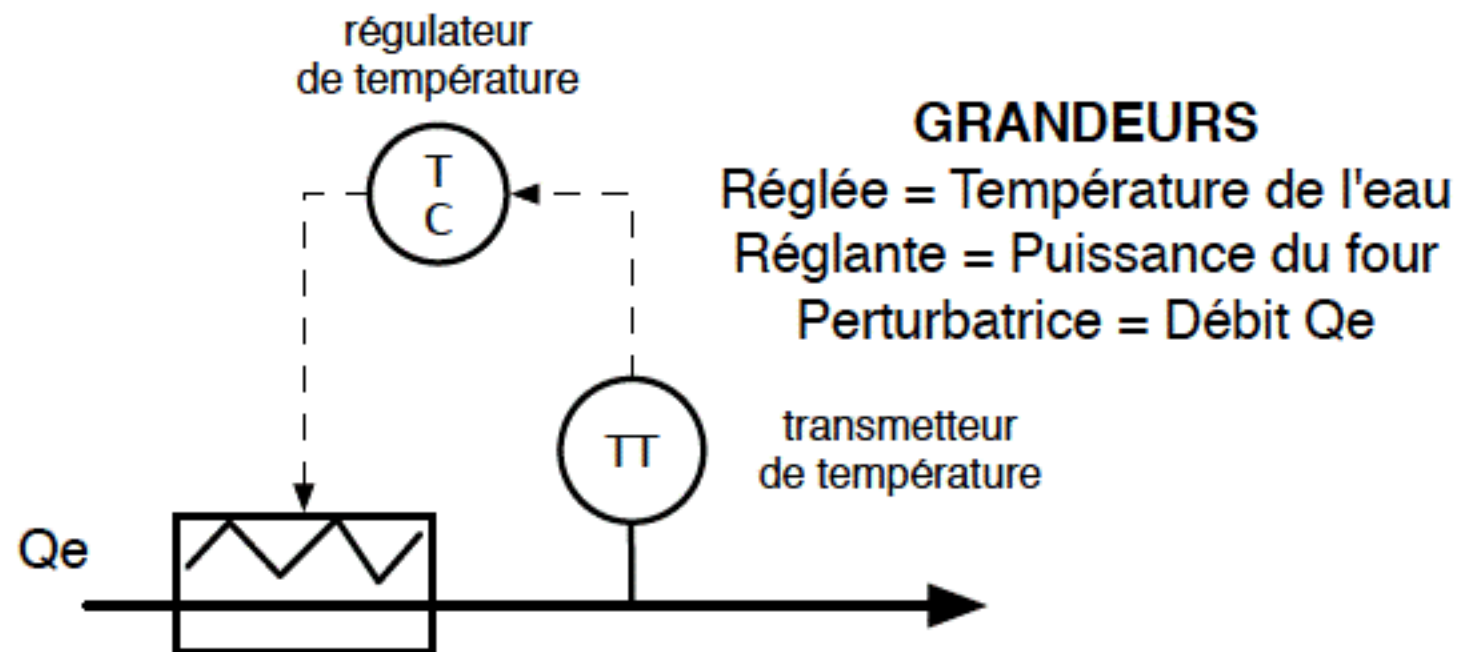 régulateur
de température
T
C
GRANDEURS
Réglée = Température de l'eau
Réglante = Puissance du four
Perturbatrice = Débit Qe
TT
transmetteur
de température
Qe